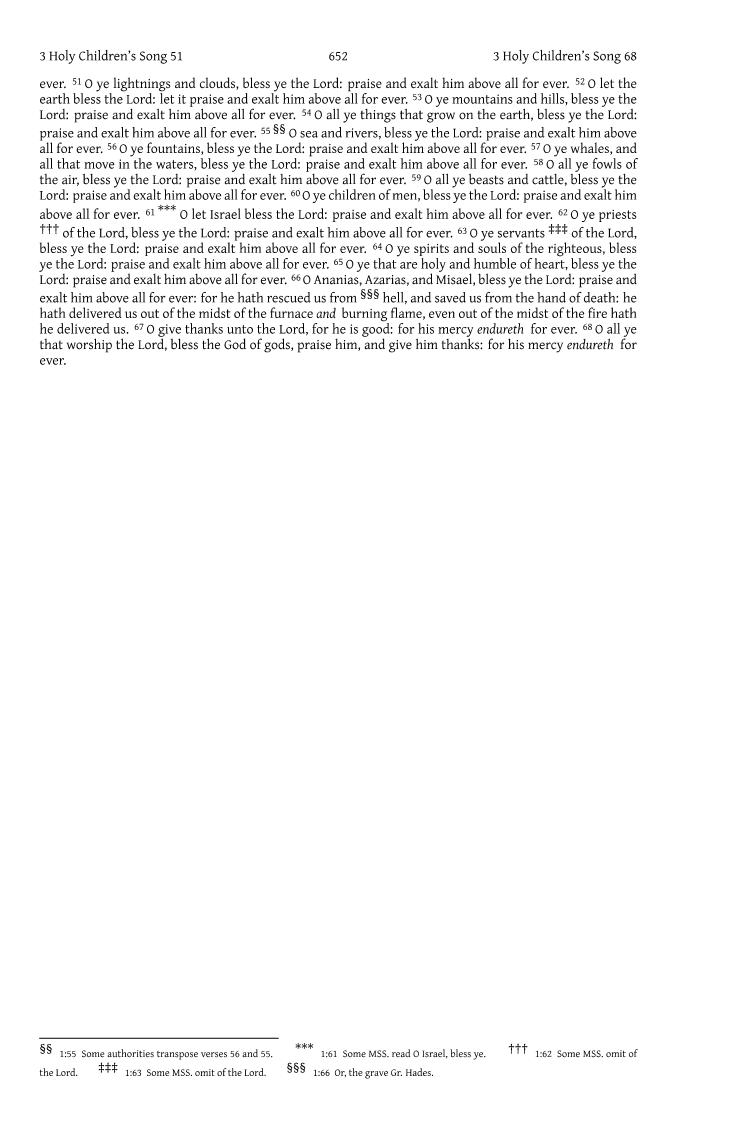 3 Holy Children’s Song 51 652 3 Holy Children’s Song 68
ever. 51 O ye lightnings and clouds, bless ye the Lord: praise and exalt him above all for ever. 52 O let the
earth bless the Lord: let it praise and exalt him above all for ever. 53 O ye mountains and hills, bless ye the
Lord: praise and exalt him above all for ever. 54 O all ye things that grow on the earth, bless ye the Lord:
praise and exalt him above all for ever. 55 §§ O sea and rivers, bless ye the Lord: praise and exalt him above
all for ever. 56 O ye fountains, bless ye the Lord: praise and exalt him above all for ever. 57 O ye whales, and
all that move in the waters, bless ye the Lord: praise and exalt him above all for ever. 58 O all ye fowls of
the air, bless ye the Lord: praise and exalt him above all for ever. 59 O all ye beasts and cattle, bless ye the
Lord: praise and exalt him above all for ever. 60 O ye children of men, bless ye the Lord: praise and exalt him
above all for ever. 61 *** O let Israel bless the Lord: praise and exalt him above all for ever. 62 O ye priests
††† of the Lord, bless ye the Lord: praise and exalt him above all for ever. 63 O ye servants ‡‡‡ of the Lord,
bless ye the Lord: praise and exalt him above all for ever. 64 O ye spirits and souls of the righteous, bless
ye the Lord: praise and exalt him above all for ever. 65 O ye that are holy and humble of heart, bless ye the
Lord: praise and exalt him above all for ever. 66 O Ananias, Azarias, and Misael, bless ye the Lord: praise and
exalt him above all for ever: for he hath rescued us from §§§ hell, and saved us from the hand of death: he
hath delivered us out of the midst of the furnace and burning flame, even out of the midst of the fire hath
he delivered us. 67 O give thanks unto the Lord, for he is good: for his mercy endureth for ever. 68 O all ye
that worship the Lord, bless the God of gods, praise him, and give him thanks: for his mercy endureth for
ever.
§§ 1:55 Some authorities transpose verses 56 and 55. *** 1:61 Some MSS. read O Israel, bless ye. ††† 1:62 Some MSS. omit of
the Lord. ‡‡‡ 1:63 Some MSS. omit of the Lord. §§§ 1:66 Or, the grave Gr. Hades.